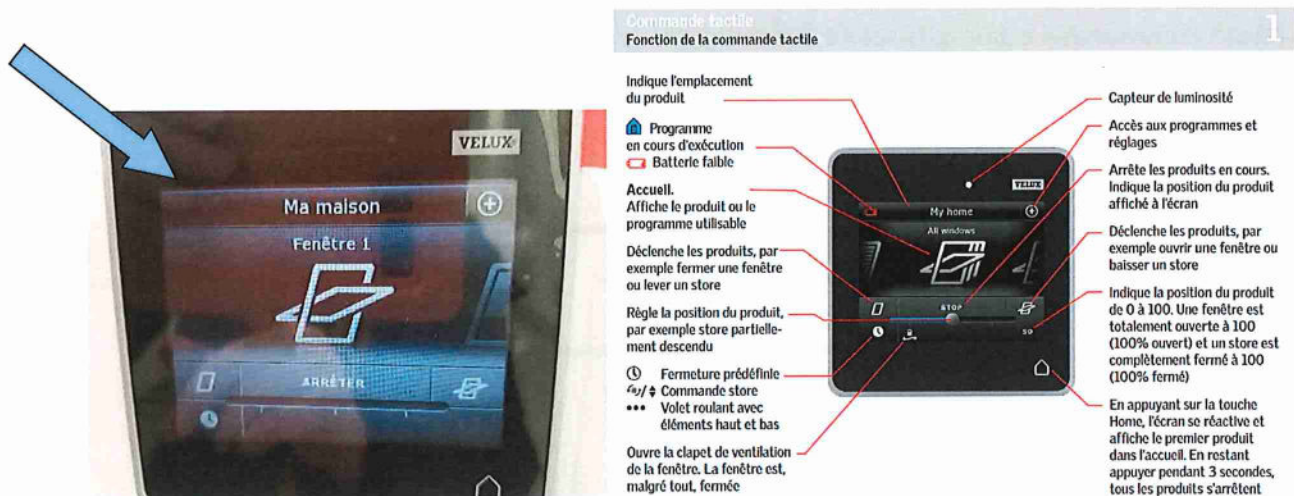 VELUX
Ma maison
Fenêtre 1
ARRÊTER
Commande tactile
Fonction de la commande tactile
1
Indique l'emplacement
du produit
Programme
en cours d'exécution
Batterie faible
Accueil.
Affiche le produit ou le
programme utilisable
Déclenche les produits, par
exemple fermer une fenêtre
ou lever un store
Règle la position du produit,
par exemple store partielle-
ment descendu
Fermeture prédéfinie
Commande store
Volet roulant avec
éléments haut et bas
Ouvre la clapet de ventilation
de la fenêtre. La fenêtre est,
malgré tout, fermée
VELUX
My home
All windows
STOP
50
Capteur de luminosité
Accès aux programmes et
réglages
Arrête les produits en cours.
Indique la position du produit
affiché à l'écran
Déclenche les produits, par
exemple ouvrir une fenêtre ou
baisser un store
Indique la position du produit
de 0 à 100. Une fenêtre est
totalement ouverte à 100
(100% ouvert) et un store est
complètement fermé à 100
(100% fermé)
En appuyant sur la touche
Home, l'écran se réactive et
affiche le premier produit
dans l'accueil. En restant
appuyer pendant 3 secondes,
tous les produits s'arrêtent